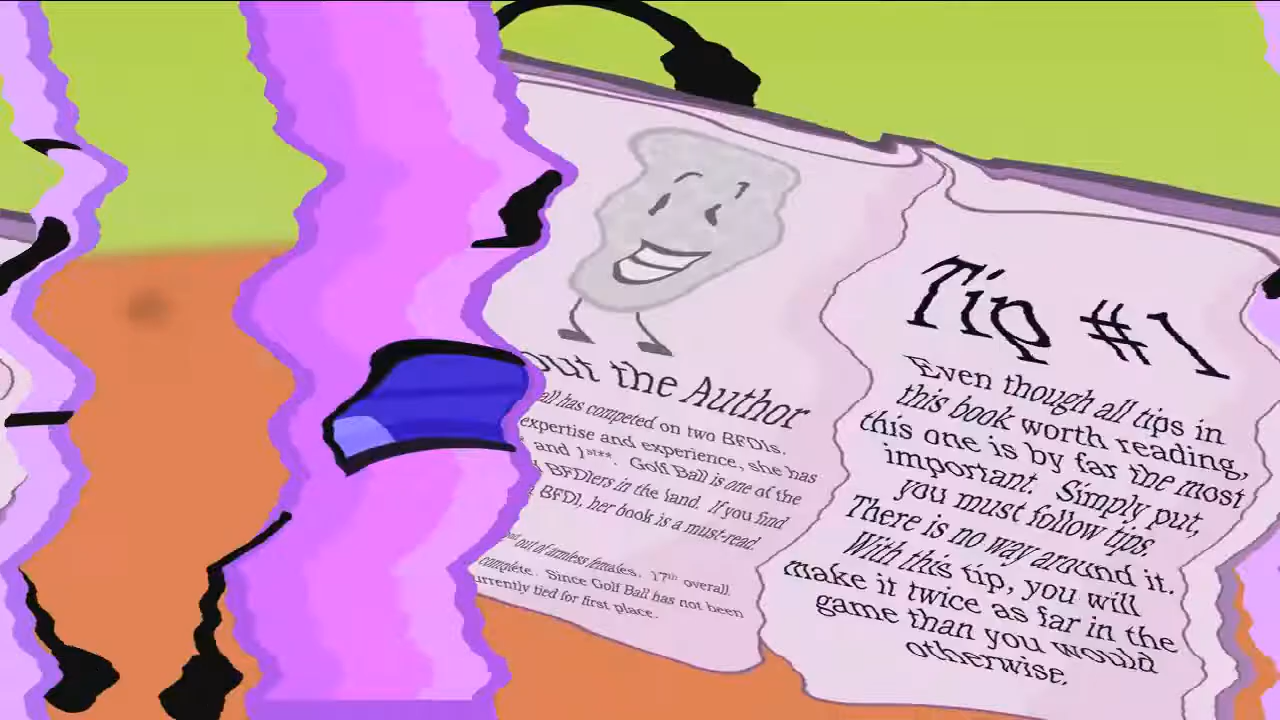 out the Author
all has competed on two BFDIs.
expertise and experience, she has
and 1st**. Golf Ball is one of the
BFDIers in the land. If you find
BFDI, her book is a must-read.
out of armless females. 17th overall.
complete. Since Golf Ball has not been
urrently tied for first place.
Tip #1
Even though all tips in
this book worth reading,
this one is by far the most
important. Simply put,
you must follow tips.
There is no way around it.
With this tip, you will
make it twice as far in the
game than you would
otherwise.